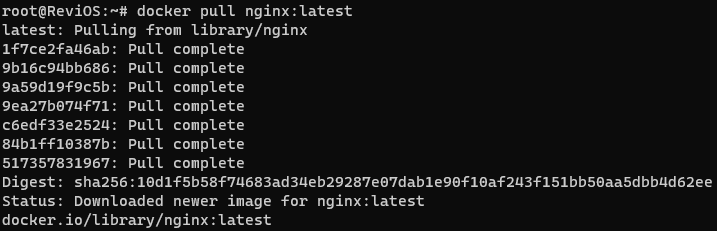 root@ReviOS:~# docker pull nginx:latest
latest: Pulling from library/nginx
1f7ce2fa46ab: Pull complete
9b16c94bb686: Pull complete
9a59d19f9c5b: Pull complete
9ea27b074f71: Pull complete
c6edf33e2524: Pull complete
84b1ff10387b: Pull complete
517357831967: Pull complete
Digest: sha256:10d1f5b58f74683ad34eb29287e07dab1e90f10af243f151bb50aa5dbb4d62ee
Status: Downloaded newer image for nginx:latest
docker.io/library/nginx:latest